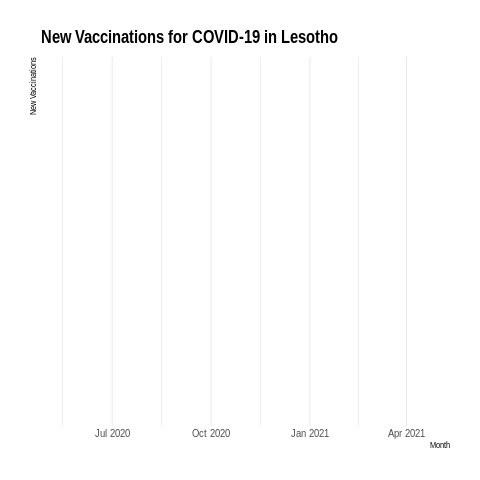 New Vaccinations for COVID-19 in Lesotho
New Vaccinations
Jul 2020 Oct 2020 Jan 2021 Apr 2021
Month